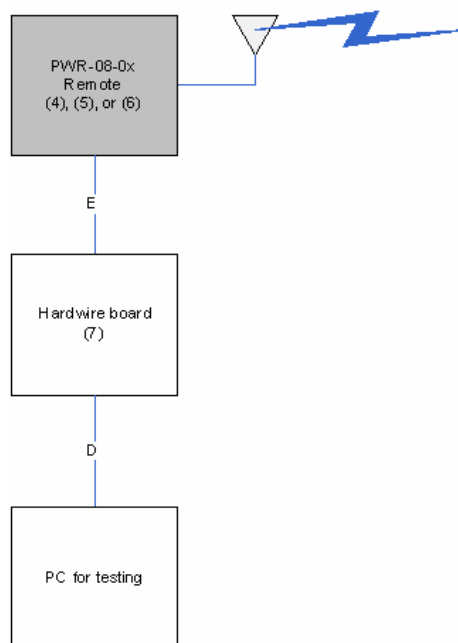 PWR-08-0x
Remote
(4), (5), or (6)
E
Hardwire board
(7)
D
PC for testing